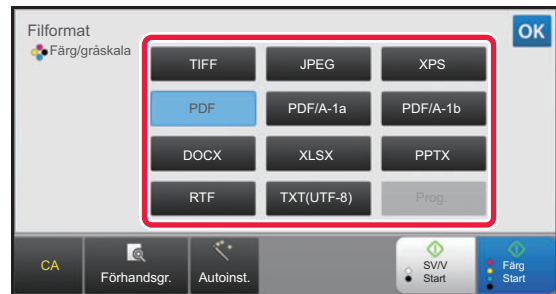 Filformat
OK
Färg/gråskala
TIFF JPEG XPS
PDF PDF/A-1a PDF/A-1b
DOCX XLSX PPTX
RTF TXT(UTF-8) Prog.
CA
Förhandsgr.
Autoinst.
SV/V
Start
Färg
Start